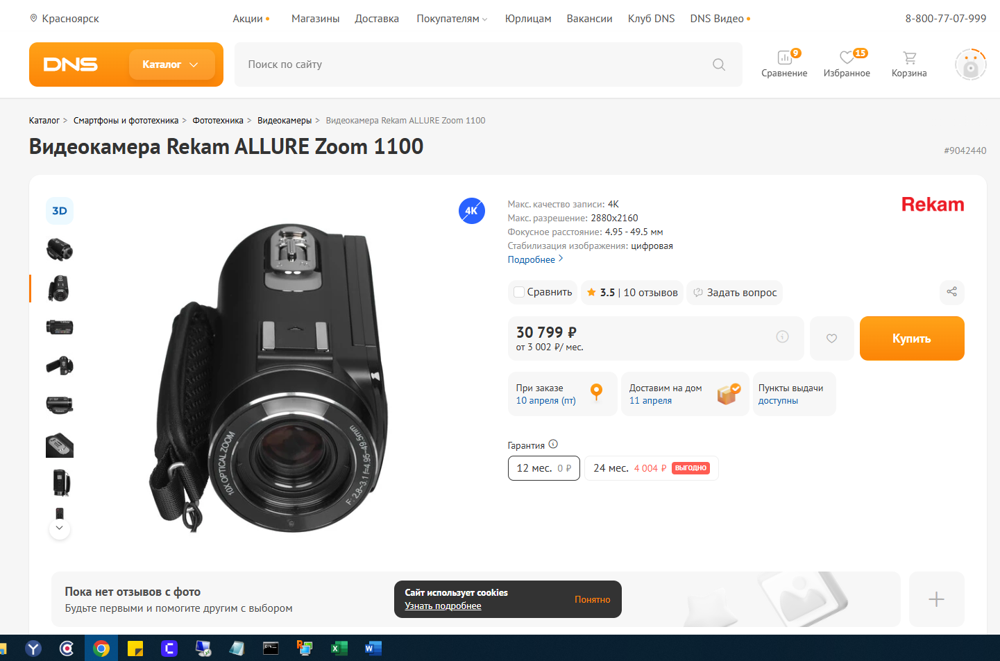 Красноярск
Акции
Магазины
Доставка
Покупателям
Юрлицам
Вакансии
Клуб DNS
DNS Видео
8-800-77-07-999
DNS
Каталог
Поиск по сайту
9
Сравнение
15
Избранное
Корзина
Каталог > Смартфоны и фототехника > Фототехника > Видеокамеры > Видеокамера Rekam ALLURE Zoom 1100
Видеокамера Rekam ALLURE Zoom 1100
#9042440
3D
4K
10X OPTICAL ZOOM
F: 2.8~3.1 f=4.95~49.5mm
Макс. качество записи: 4K
Макс. разрешение: 2880x2160
Фокусное расстояние: 4.95 - 49.5 мм
Стабилизация изображения: цифровая
Подробнее
Rekam
Сравнить
3.5 | 10 отзывов
Задать вопрос
30 799 ₽
от 3 002 ₽/ мес.
Купить
При заказе
10 апреля (пт)
Доставим на дом
11 апреля
Пункты выдачи
доступны
Гарантия
12 мес. 0 ₽
24 мес. 4 004 ₽ ВЫГОДНО
Пока нет отзывов с фото
Будьте первыми и помогите другим с выбором
Сайт использует cookies
Узнать подробнее
Понятно